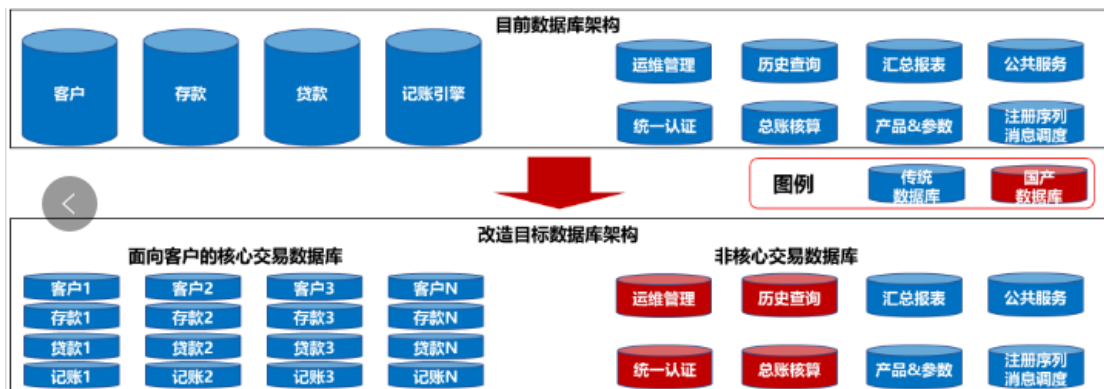 目前数据库架构
客户
存款
贷款
记账引擎
运维管理
历史查询
汇总报表
公共服务
统一认证
总账核算
产品&参数
注册序列
消息调度
图例
传统
数据库
国产
数据库
改造目标数据库架构
面向客户的核心交易数据库
非核心交易数据库
客户1
客户2
客户3
客户N
存款1
存款2
存款3
存款N
贷款1
贷款2
贷款3
贷款N
记账1
记账2
记账3
记账N
运维管理
历史查询
汇总报表
公共服务
统一认证
总账核算
产品&参数
注册序列
消息调度